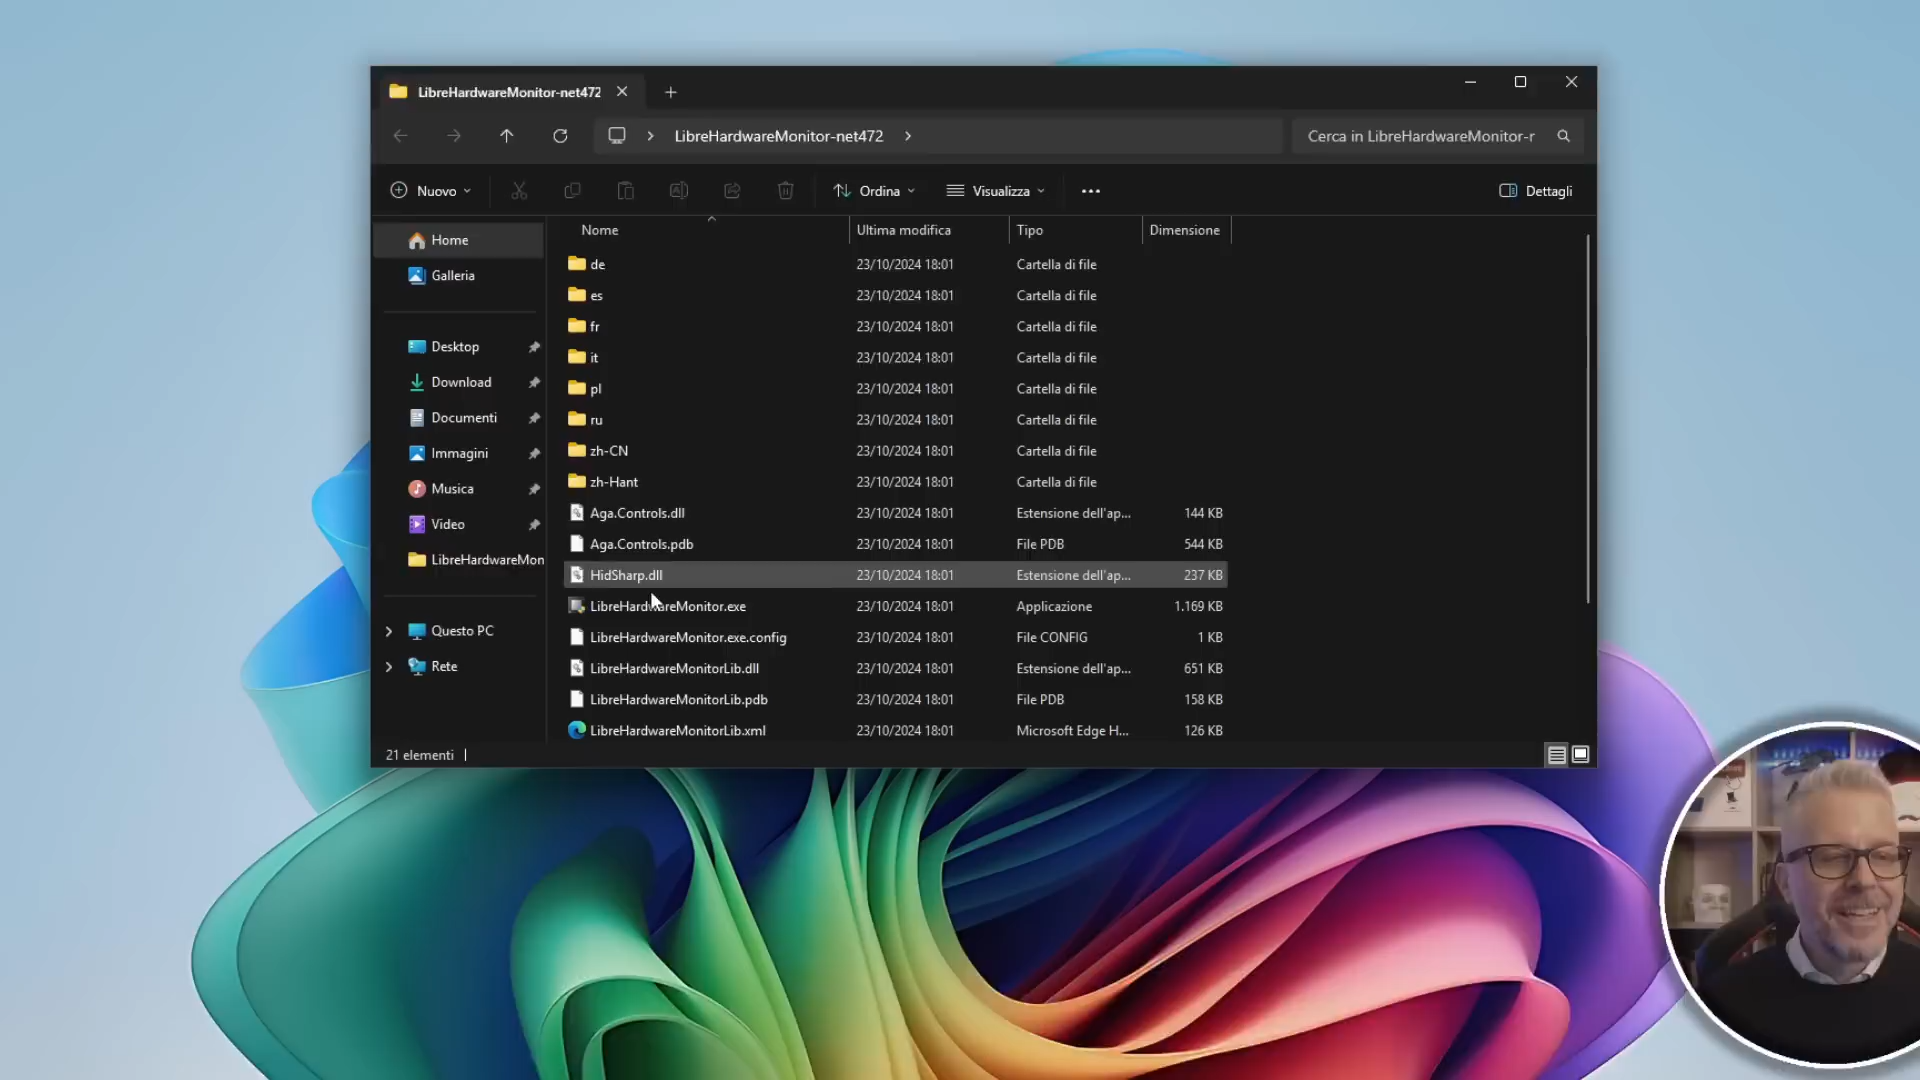 LibreHardwareMonitor-net472
LibreHardwareMonitor-net472
Cerca in LibreHardwareMonitor-r
Nuovo
Ordina
Visualizza
Dettagli
Nome Ultima modifica Tipo Dimensione
Home
Galleria
Desktop
Download
Documenti
Immagini
Musica
Video
LibreHardwareMon
Questo PC
Rete
de 23/10/2024 18:01 Cartella di file
es 23/10/2024 18:01 Cartella di file
fr 23/10/2024 18:01 Cartella di file
it 23/10/2024 18:01 Cartella di file
pl 23/10/2024 18:01 Cartella di file
ru 23/10/2024 18:01 Cartella di file
zh-CN 23/10/2024 18:01 Cartella di file
zh-Hant 23/10/2024 18:01 Cartella di file
Aga.Controls.dll 23/10/2024 18:01 Estensione dell'ap... 144 KB
Aga.Controls.pdb 23/10/2024 18:01 File PDB 544 KB
HidSharp.dll 23/10/2024 18:01 Estensione dell'ap... 237 KB
LibreHardwareMonitor.exe 23/10/2024 18:01 Applicazione 1.169 KB
LibreHardwareMonitor.exe.config 23/10/2024 18:01 File CONFIG 1 KB
LibreHardwareMonitorLib.dll 23/10/2024 18:01 Estensione dell'ap... 651 KB
LibreHardwareMonitorLib.pdb 23/10/2024 18:01 File PDB 158 KB
LibreHardwareMonitorLib.xml 23/10/2024 18:01 Microsoft Edge H... 126 KB
21 elementi